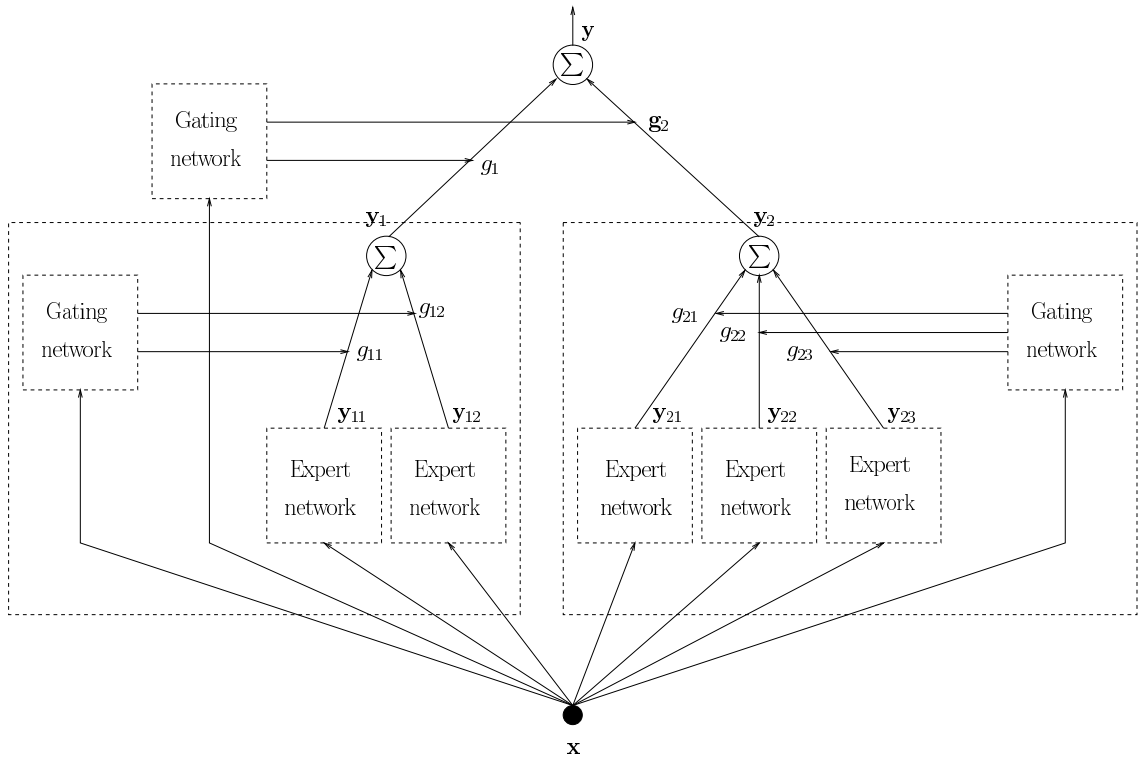 y
∑
Gating
network
g₂
g₁
y₁
y₂
∑
∑
Gating
network
g₁₂
g₁₁
g₂₁
g₂₂
g₂₃
Gating
network
y₁₁
y₁₂
y₂₁
y₂₂
y₂₃
Expert
network
Expert
network
Expert
network
Expert
network
Expert
network
x